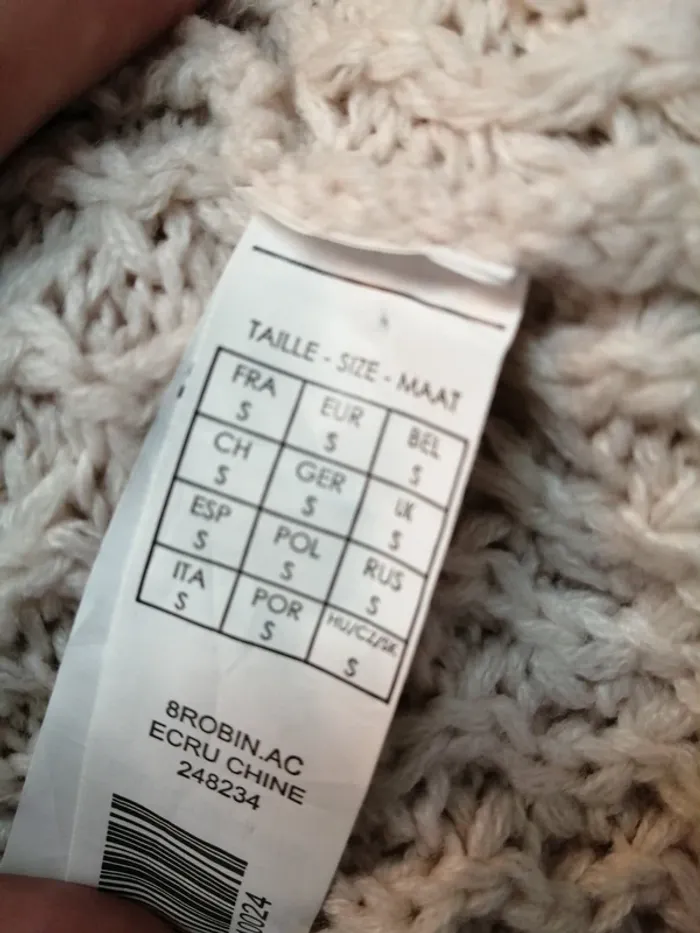 TAILLE - SIZE - MAAT
FRA EUR BEL
S S S
CH GER UK
S S S
ESP POL RUS
S S S
ITA POR HU/CZ/SK
S S S
8ROBIN.AC
ECRU CHINE
248234
0024